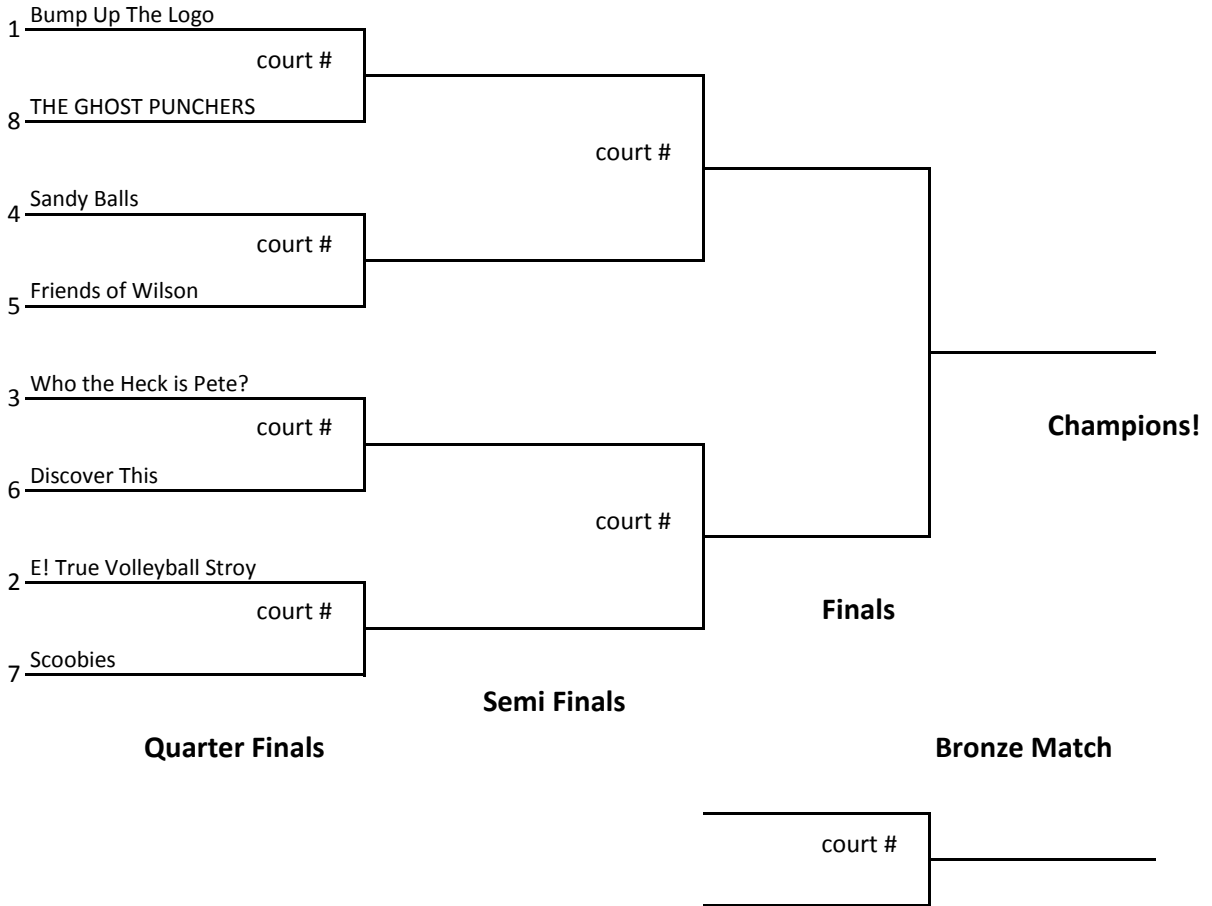 Bump Up The Logo
1
court #
THE GHOST PUNCHERS
8
court #
Sandy Balls
4
court #
Friends of Wilson
5
Who the Heck is Pete?
3
court #
Champions!
Discover This
6
court #
E! True Volleyball Stroy
2
court #
Finals
Scoobies
7
Semi Finals
Quarter Finals
Bronze Match
court #